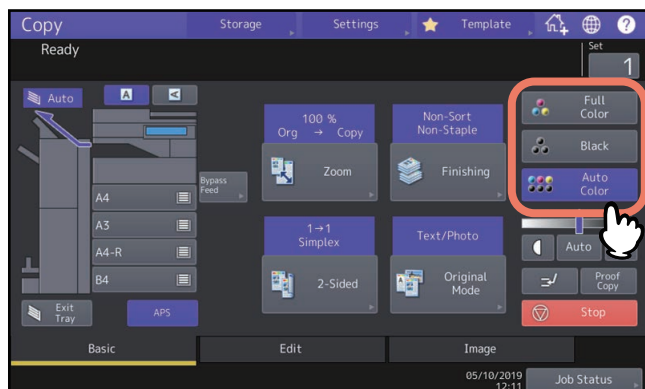 Copy
Storage
Settings
Template
?
Ready
Set
1
Auto
A
A
100 %
Org → Copy
Non-Sort
Non-Staple
Full
Color
Black
Zoom
Finishing
Auto
Color
Bypass
Feed
A4
A3
A4-R
B4
1→1
Simplex
Text/Photo
2-Sided
Original
Mode
Auto
Proof
Copy
Exit
Tray
APS
Stop
Basic
Edit
Image
05/10/2019
12:11
Job Status